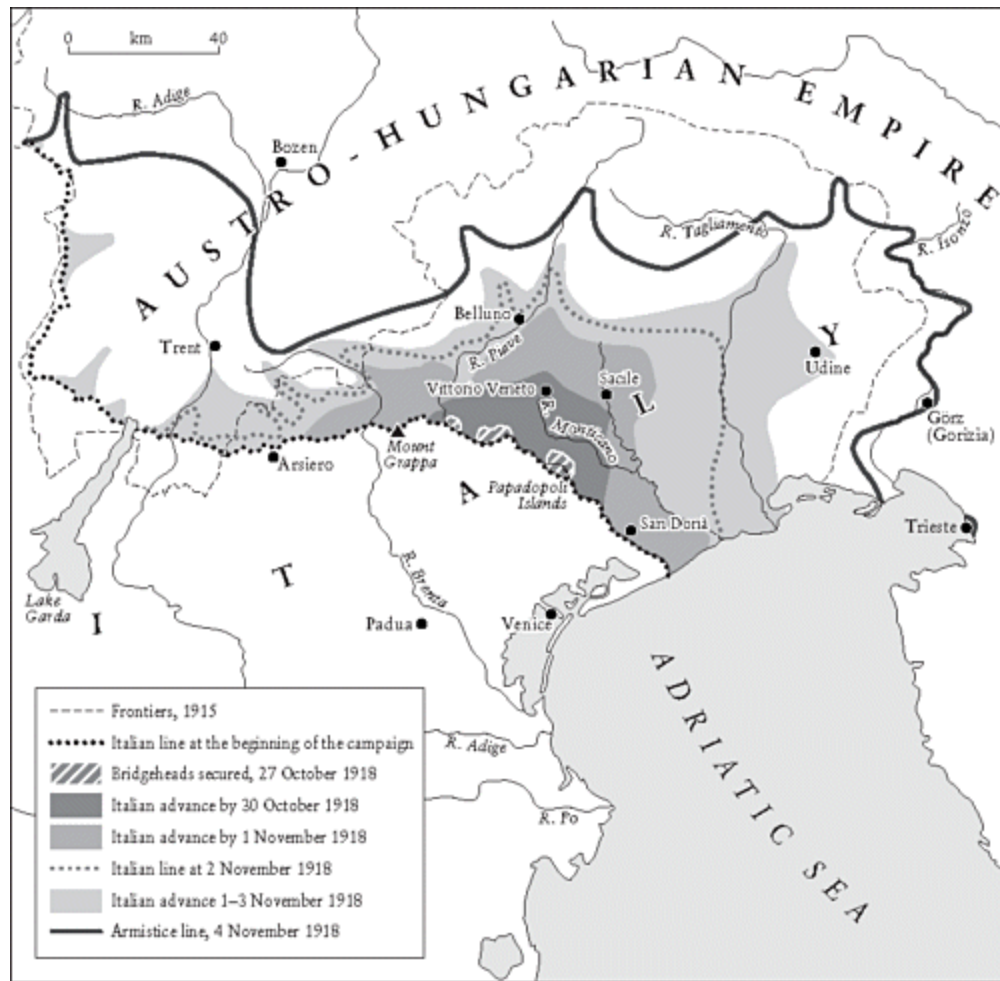 0 km 40
R. Adige
Bozen
AUSTRO-HUNGARIAN EMPIRE
R. Tagliamento
R. Isonzo
Belluno
Trent
R. Piave
Udine
Vittorio Veneto
Sacile
R. Monticano
Görz
(Gorizia)
Mount
Grappa
Arsiero
Papadopoli
Islands
San Donà
Trieste
ITALY
R. Brenta
Lake
Garda
Padua
Venice
ADRIATIC SEA
R. Adige
R. Po
Frontiers, 1915
Italian line at the beginning of the campaign
Bridgeheads secured, 27 October 1918
Italian advance by 30 October 1918
Italian advance by 1 November 1918
Italian line at 2 November 1918
Italian advance 1–3 November 1918
Armistice line, 4 November 1918